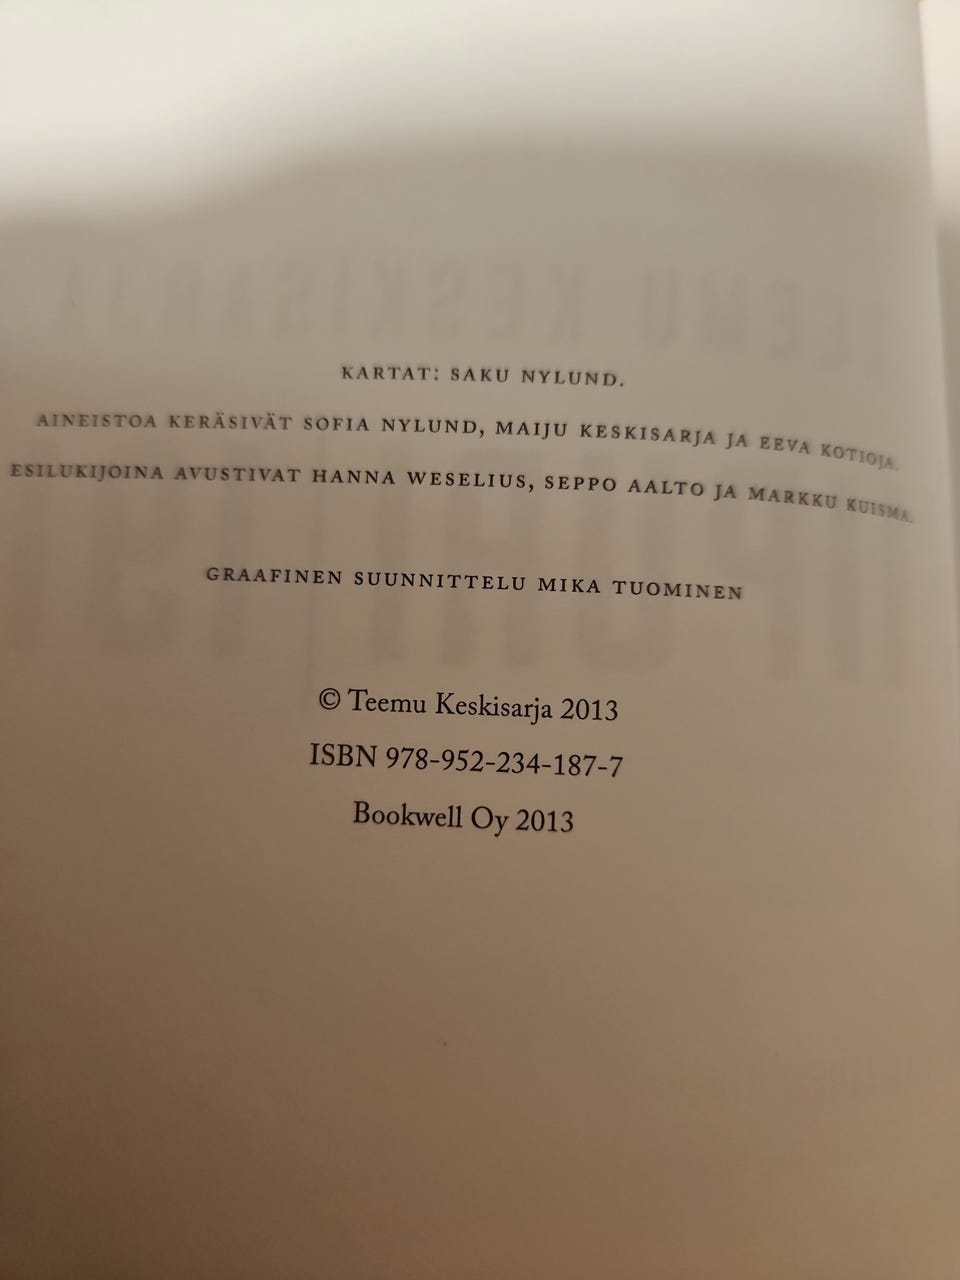 KARTAT: SAKU NYLUND.
AINEISTOA KERÄSIVÄT SOFIA NYLUND, MAIJU KESKISARJA JA EEVA KOTIOJA.
ESILUKIJOINA AVUSTIVAT HANNA WESELIUS, SEPPO AALTO JA MARKKU KUISMA.
GRAAFINEN SUUNNITTELU MIKA TUOMINEN
© Teemu Keskisarja 2013
ISBN 978-952-234-187-7
Bookwell Oy 2013